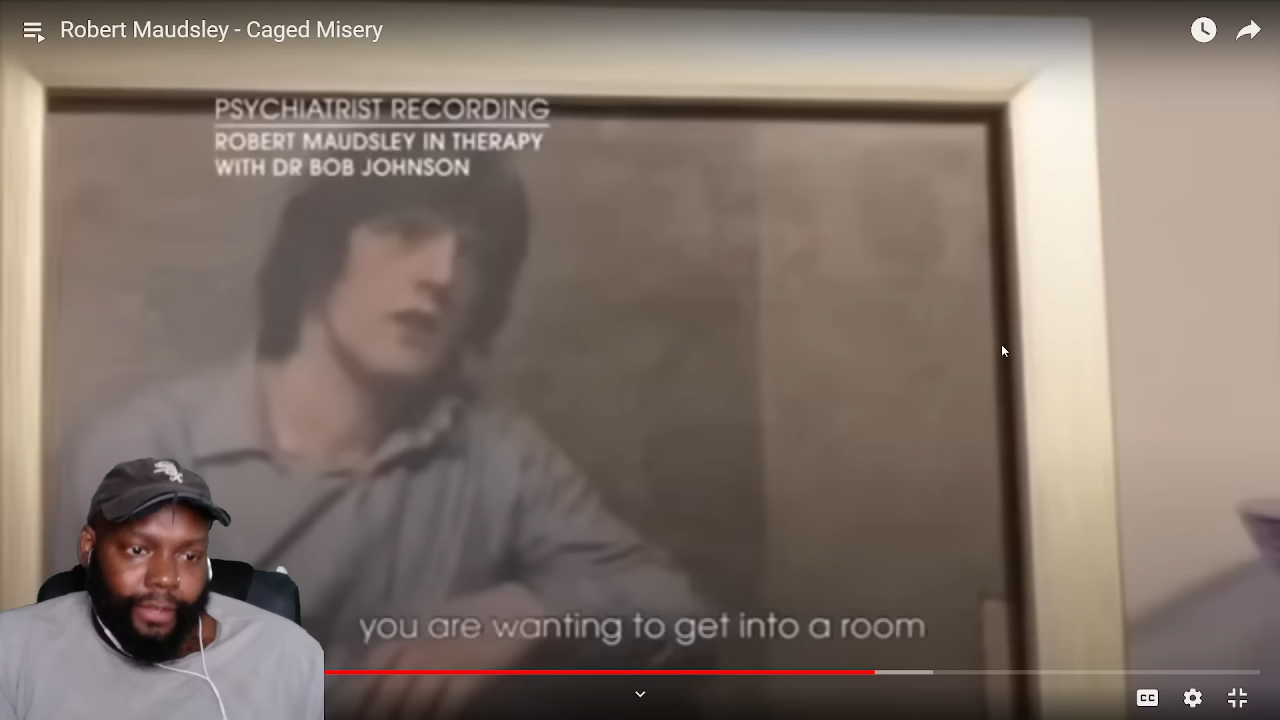 Robert Maudsley - Caged Misery
PSYCHIATRIST RECORDING
ROBERT MAUDSLEY IN THERAPY
WITH DR BOB JOHNSON
you are wanting to get into a room
CC